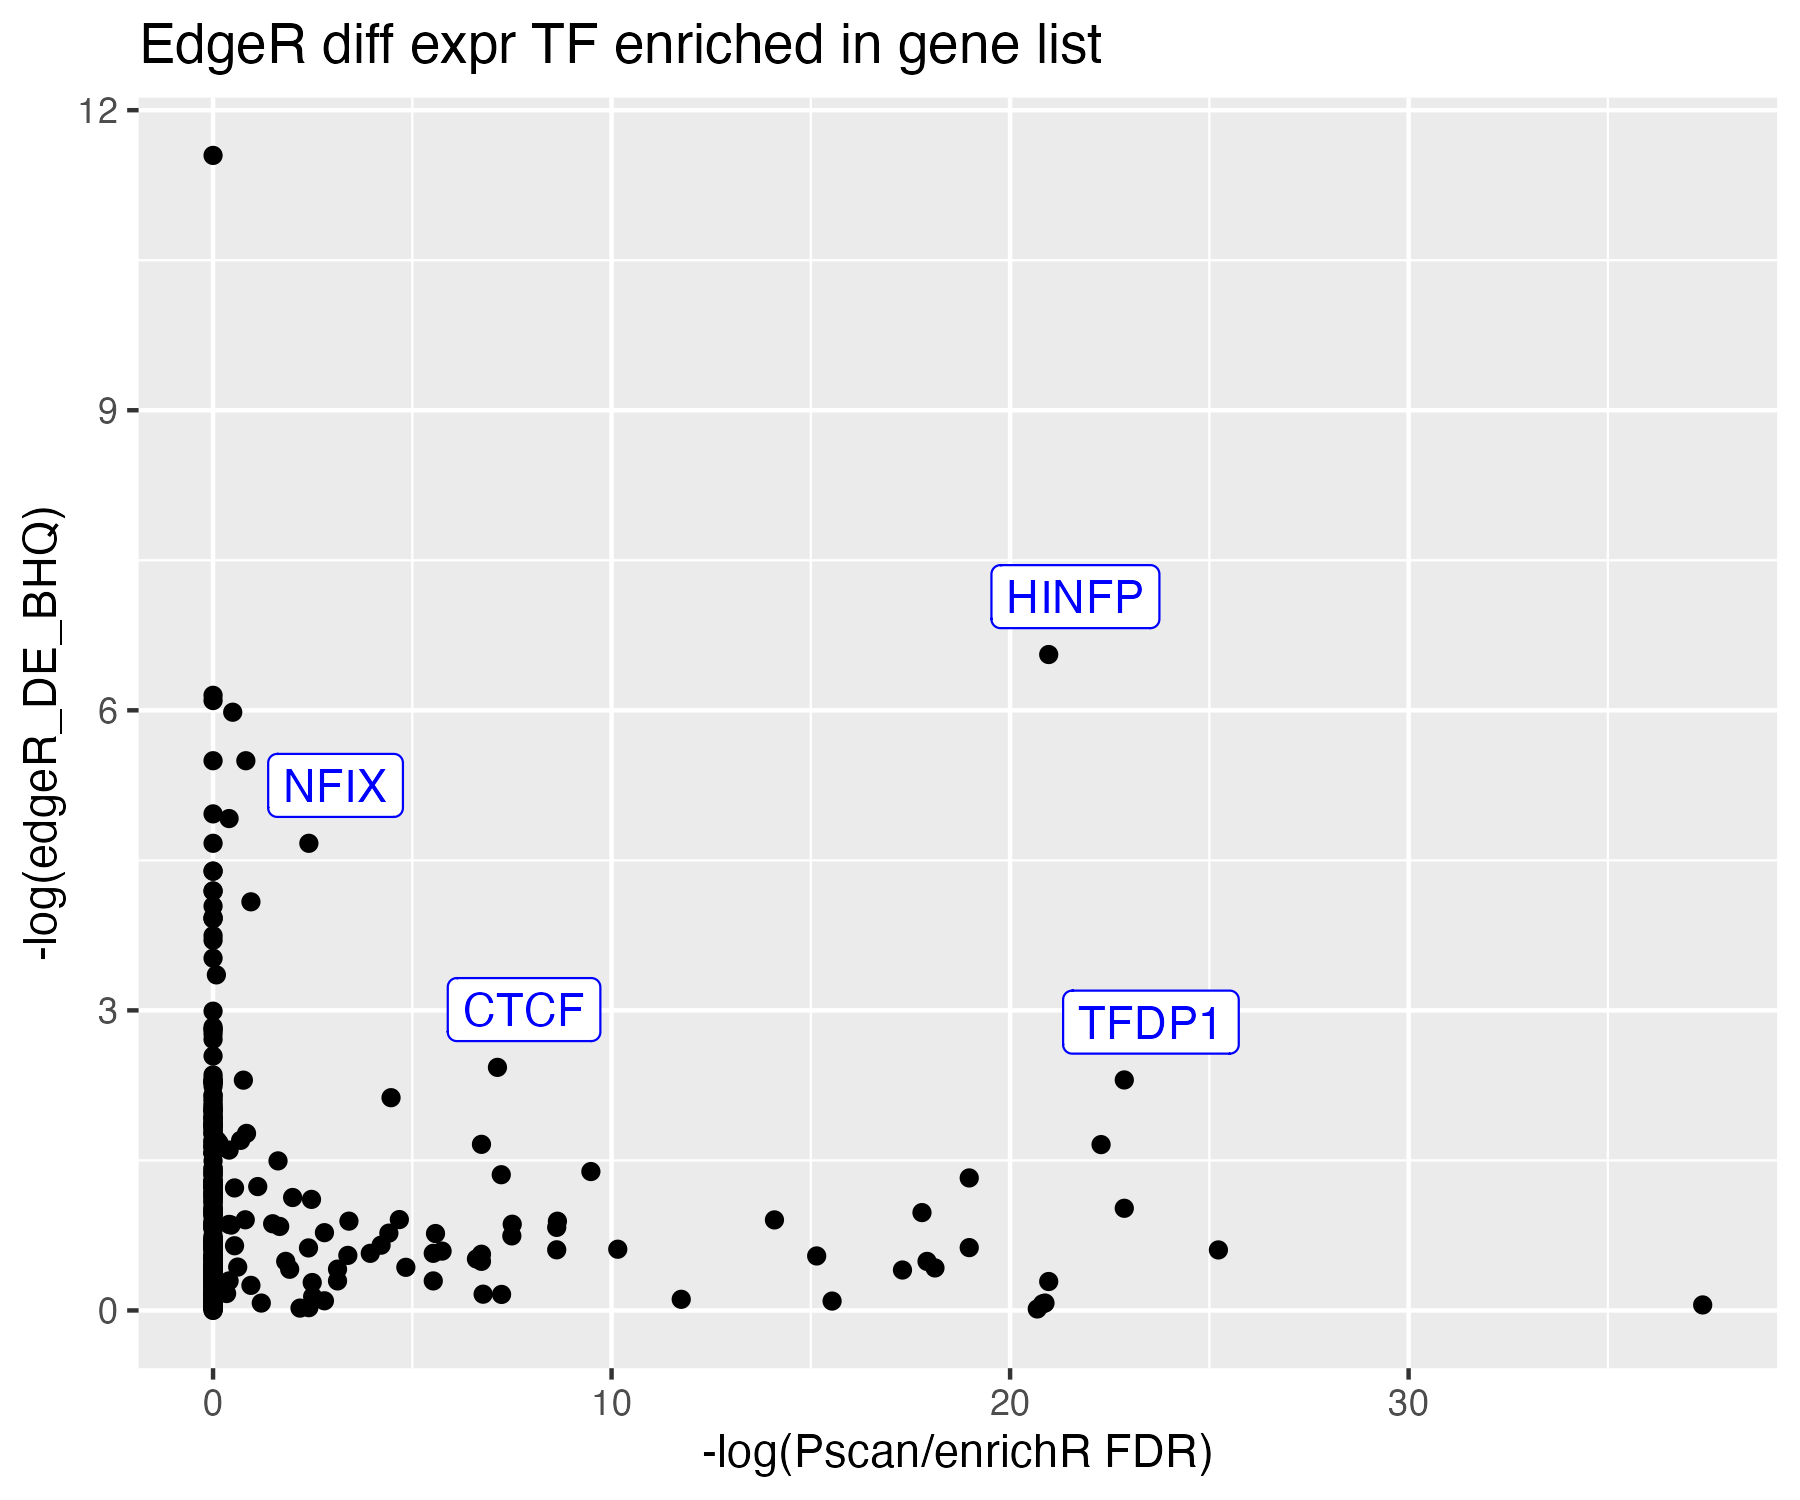 EdgeR diff expr TF enriched in gene list
12
9
6
3
0
-log(edgeR_DE_BHQ)
HINFP
NFIX
CTCF
TFDP1
0
10
20
30
-log(Pscan/enrichR FDR)